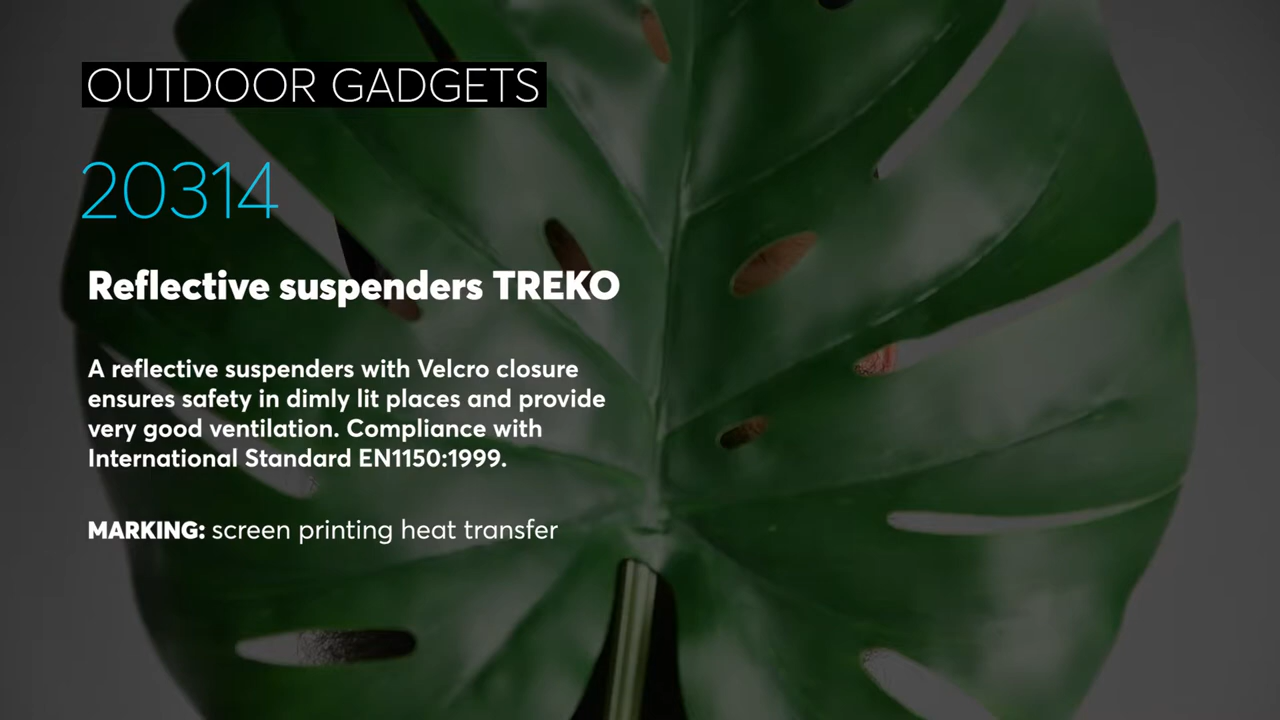 OUTDOOR GADGETS
20314
Reflective suspenders TREKO
A reflective suspenders with Velcro closure
ensures safety in dimly lit places and provide
very good ventilation. Compliance with
International Standard EN1150:1999.
MARKING: screen printing heat transfer